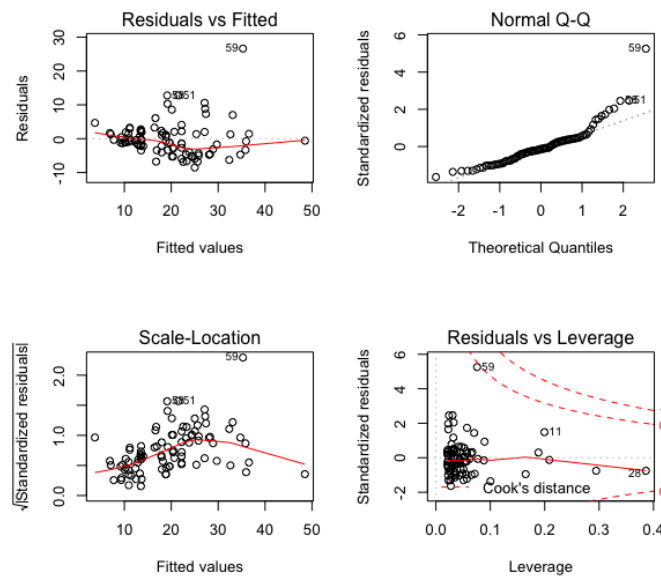 Residuals vs Fitted
Residuals
-10 0 10 20 30
59
51
10 20 30 40 50
Fitted values
Normal Q-Q
Standardized residuals
0 2 4 6
59
51
-2 -1 0 1 2
Theoretical Quantiles
Scale-Location
√|Standardized residuals|
0.0 0.5 1.0 1.5 2.0
59
51
10 20 30 40 50
Fitted values
Residuals vs Leverage
Standardized residuals
-2 0 2 4 6
59
11
28
Cook's distance
0.0 0.1 0.2 0.3 0.4
Leverage